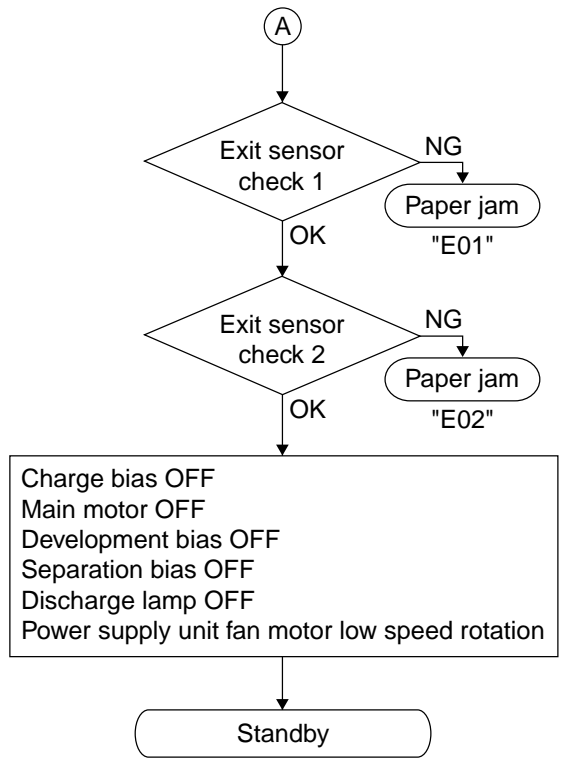 A
Exit sensor
check 1
NG
Paper jam
"E01"
OK
Exit sensor
check 2
NG
Paper jam
"E02"
OK
Charge bias OFF
Main motor OFF
Development bias OFF
Separation bias OFF
Discharge lamp OFF
Power supply unit fan motor low speed rotation
Standby